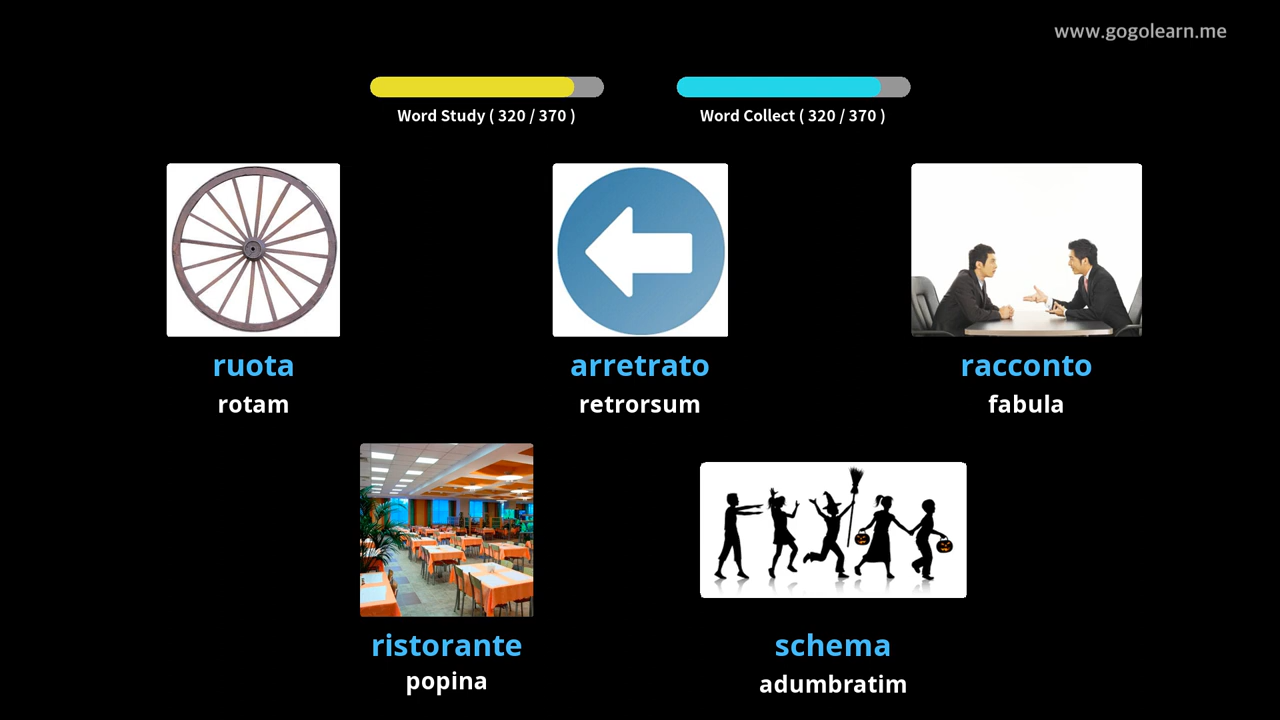 www.gogolearn.me
Word Study ( 320 / 370 )
Word Collect ( 320 / 370 )
ruota
rotam
arretrato
retrorsum
racconto
fabula
ristorante
popina
schema
adumbratim